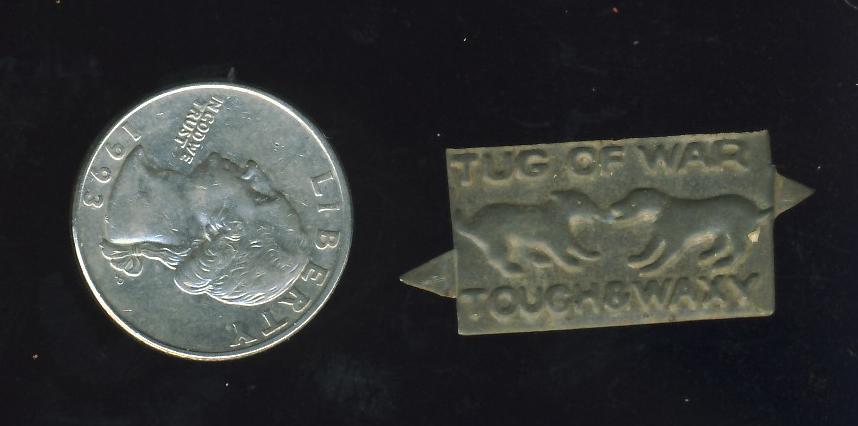 IN GOD WE
TRUST
LIBERTY
1993
TUG OF WAR
TOUGH & WAXY